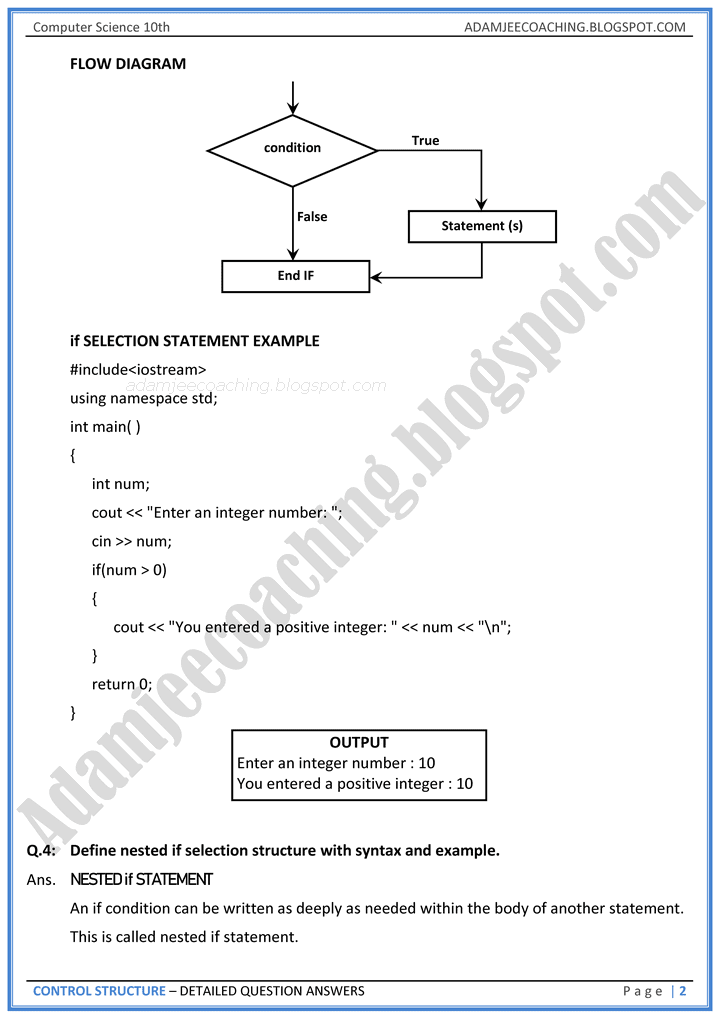 Computer Science 10th ADAMJEECOACHING.BLOGSPOT.COM
FLOW DIAGRAM
condition
True
False
Statement (s)
End IF
if SELECTION STATEMENT EXAMPLE
#include<iostream>
adamjeecoaching.blogspot.com
using namespace std;
int main( )
{
int num;
cout << "Enter an integer number: ";
cin >> num;
if(num > 0)
{
cout << "You entered a positive integer: " << num << "\n";
}
return 0;
}
OUTPUT
Enter an integer number : 10
You entered a positive integer : 10
Adamjeecoaching.blogspot.com
Q.4: Define nested if selection structure with syntax and example.
Ans. NESTED if STATEMENT
An if condition can be written as deeply as needed within the body of another statement.
This is called nested if statement.
CONTROL STRUCTURE – DETAILED QUESTION ANSWERS Page | 2